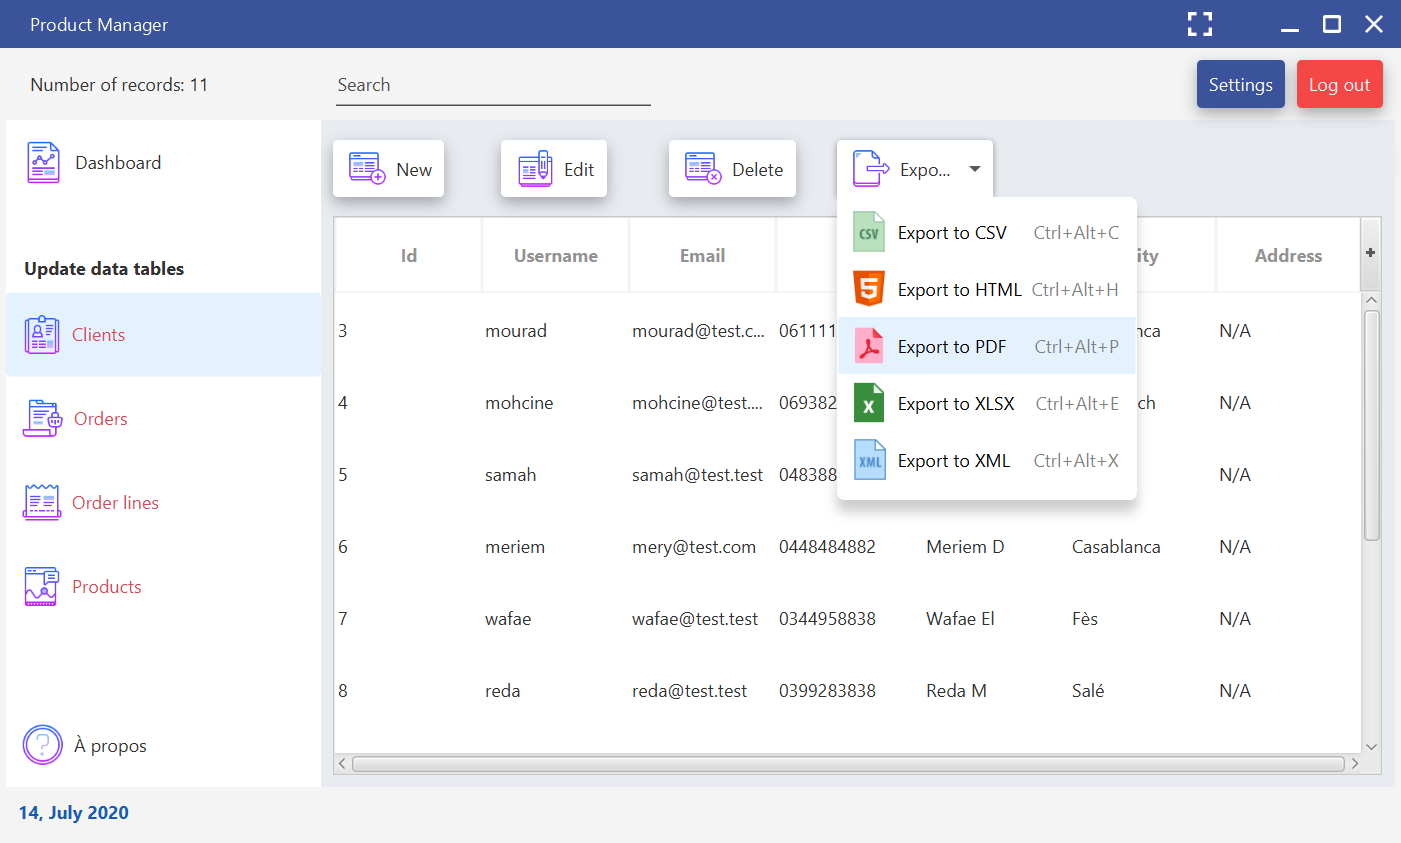 Product Manager
Number of records: 11
Search
Settings
Log out
Dashboard
Update data tables
Clients
Orders
Order lines
Products
À propos
14, July 2020
New
Edit
Delete
Expo...
CSV Export to CSV Ctrl+Alt+C
5 Export to HTML Ctrl+Alt+H
Export to PDF Ctrl+Alt+P
X Export to XLSX Ctrl+Alt+E
XML Export to XML Ctrl+Alt+X
Id Username Email ity Address +
3 mourad mourad@test.c... 061111 nca N/A
4 mohcine mohcine@test.... 069382 ch N/A
5 samah samah@test.test 048388 N/A
6 meriem mery@test.com 0448484882 Meriem D Casablanca N/A
7 wafae wafae@test.test 0344958838 Wafae El Fès N/A
8 reda reda@test.test 0399283838 Reda M Salé N/A